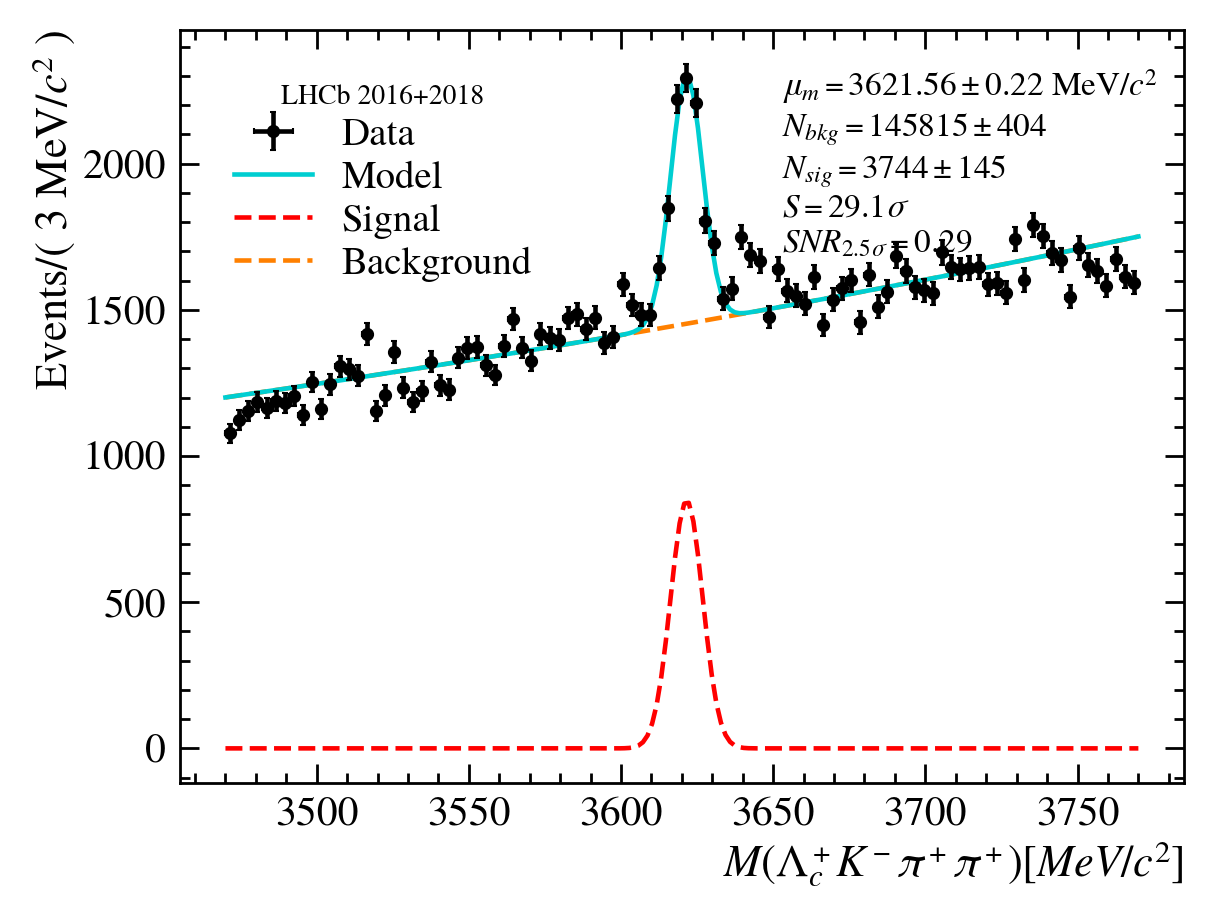 Events/( 3 MeV/c² )
LHCb 2016+2018
Data
Model
Signal
Background
μₘ = 3621.56 ± 0.22 MeV/c²
N_bkg = 145815 ± 404
N_sig = 3744 ± 145
S = 29.1σ
SNR_2.5σ = 0.29
2000
1500
1000
500
0
3500 3550 3600 3650 3700 3750
M(Λ_c⁺K⁻π⁺π⁺)[MeV/c²]